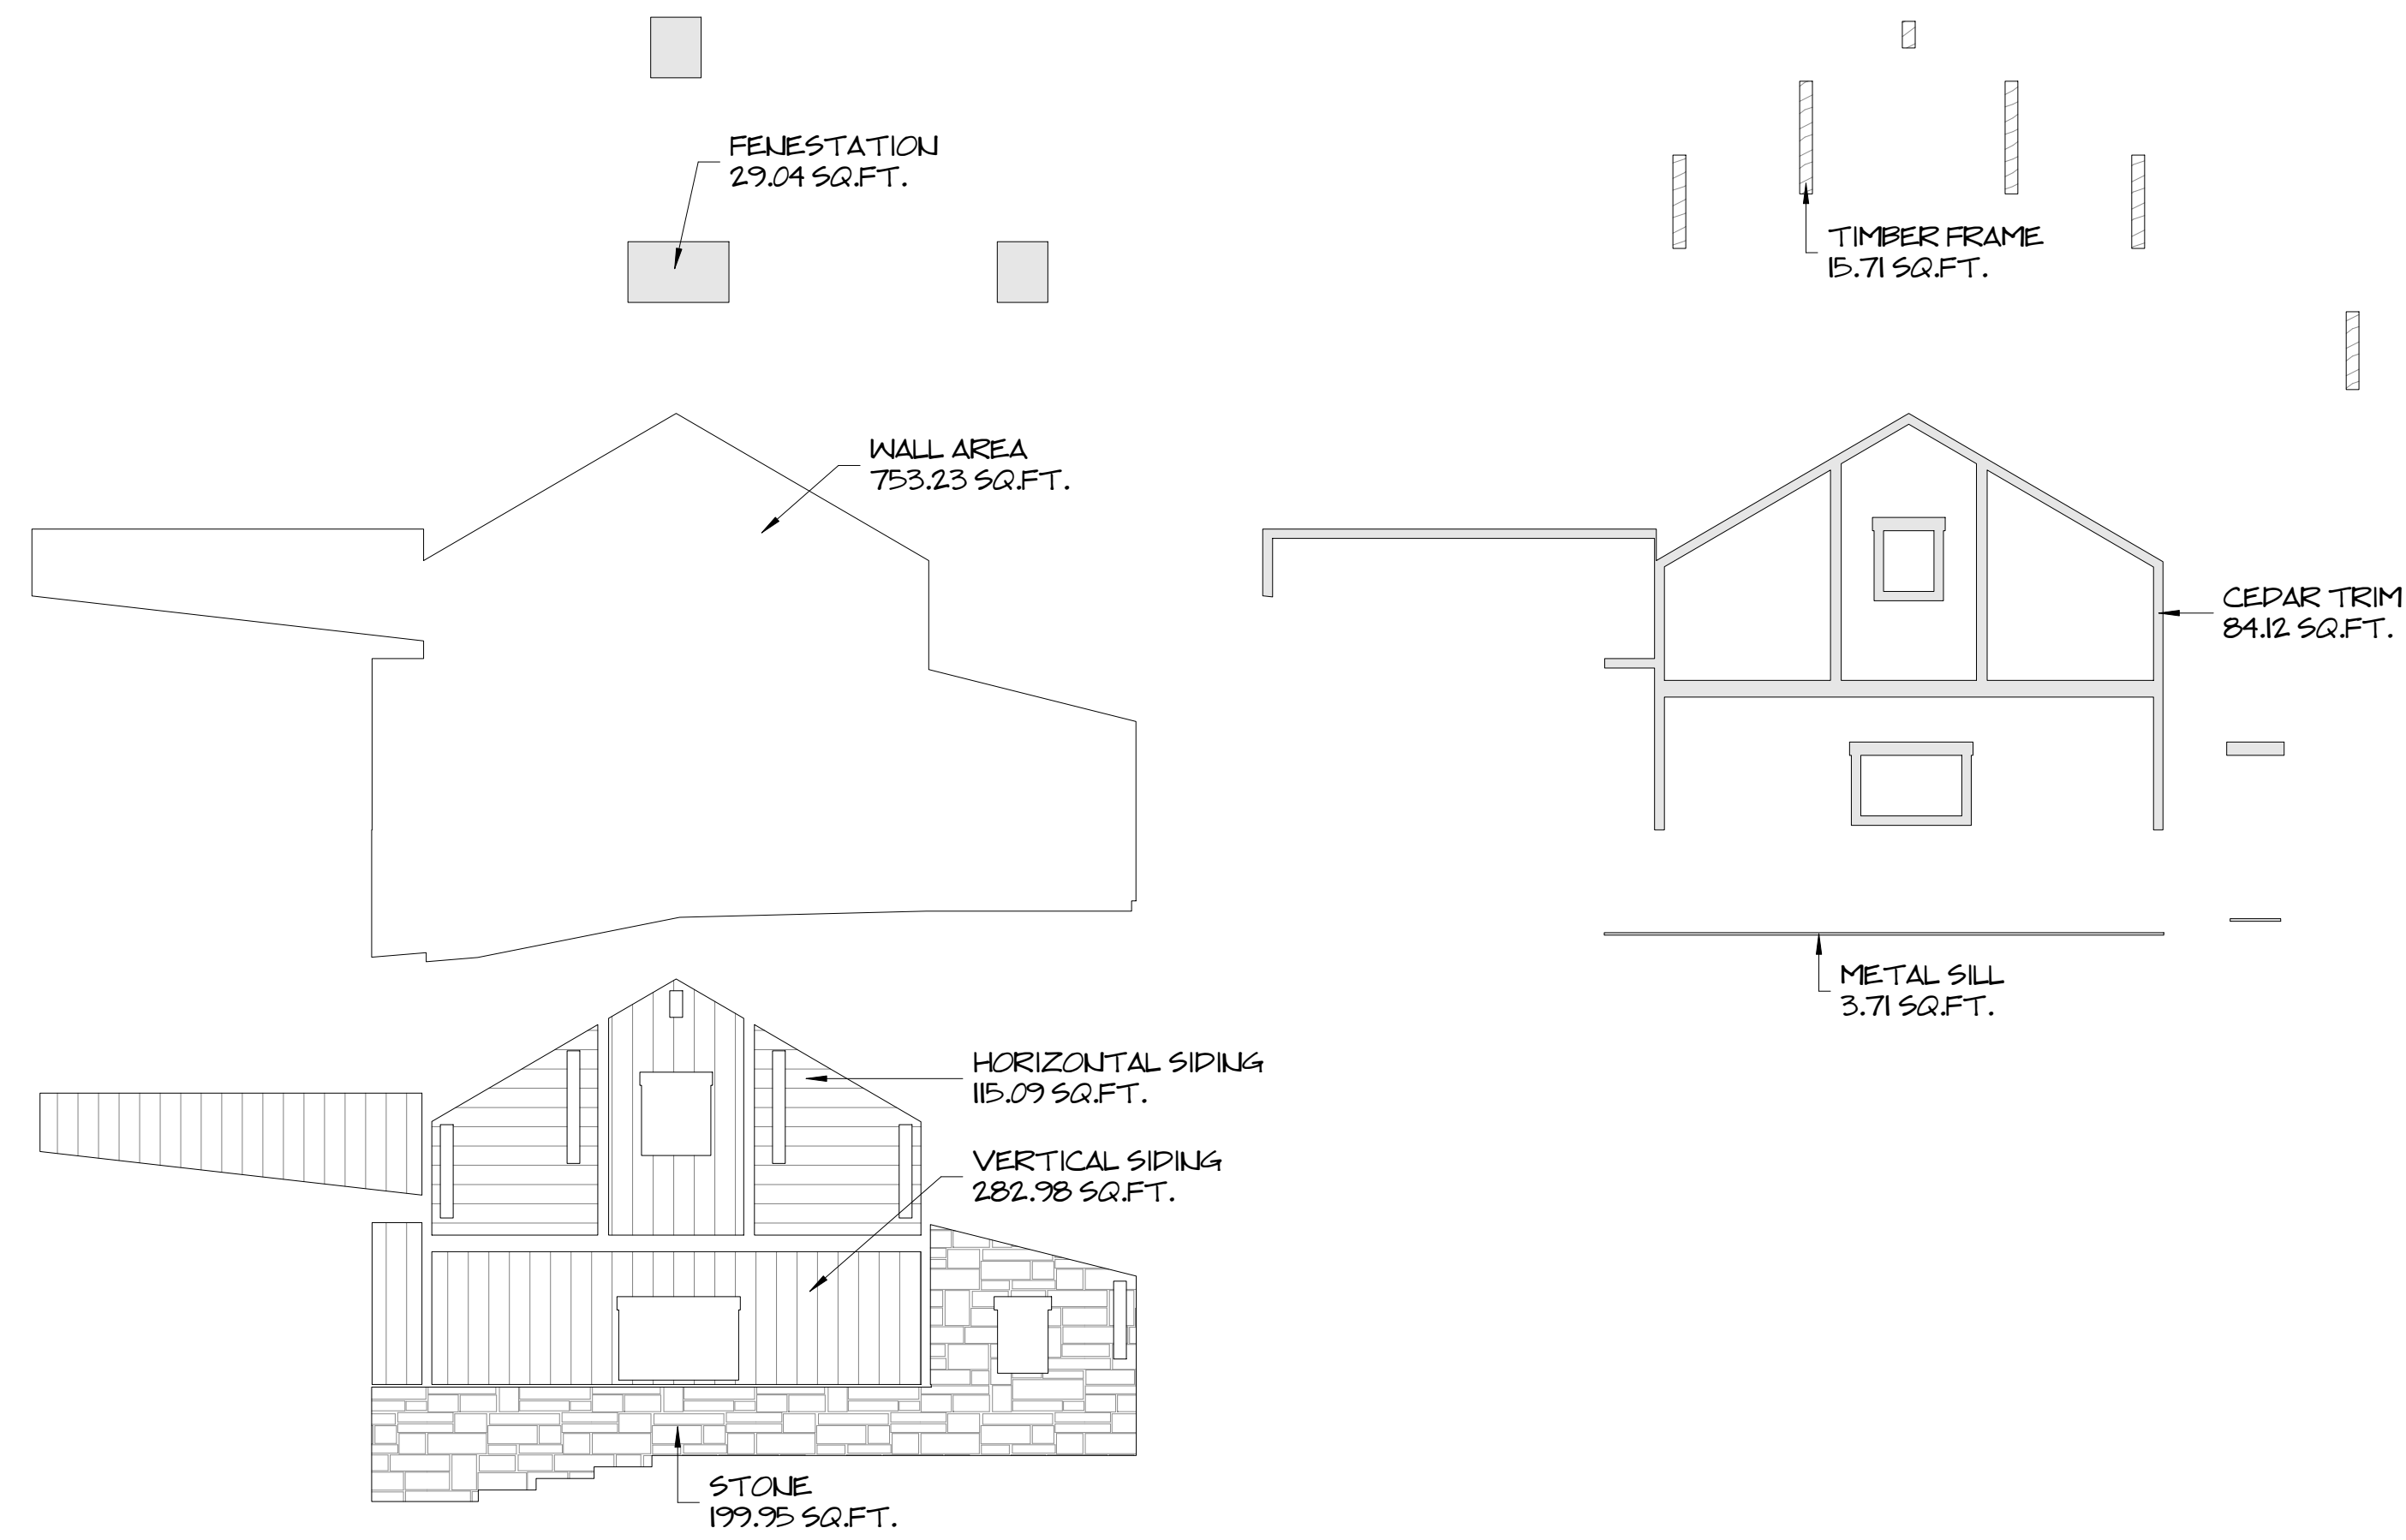 FENESTATION
29.04 SQ.FT.
TIMBER FRAME
15.71 SQ.FT.
WALL AREA
753.23 SQ.FT.
CEDAR TRIM
84.12 SQ.FT.
METAL SILL
3.71 SQ.FT.
HORIZONTAL SIDING
115.09 SQ.FT.
VERTICAL SIDING
282.98 SQ.FT.
STONE
199.95 SQ.FT.